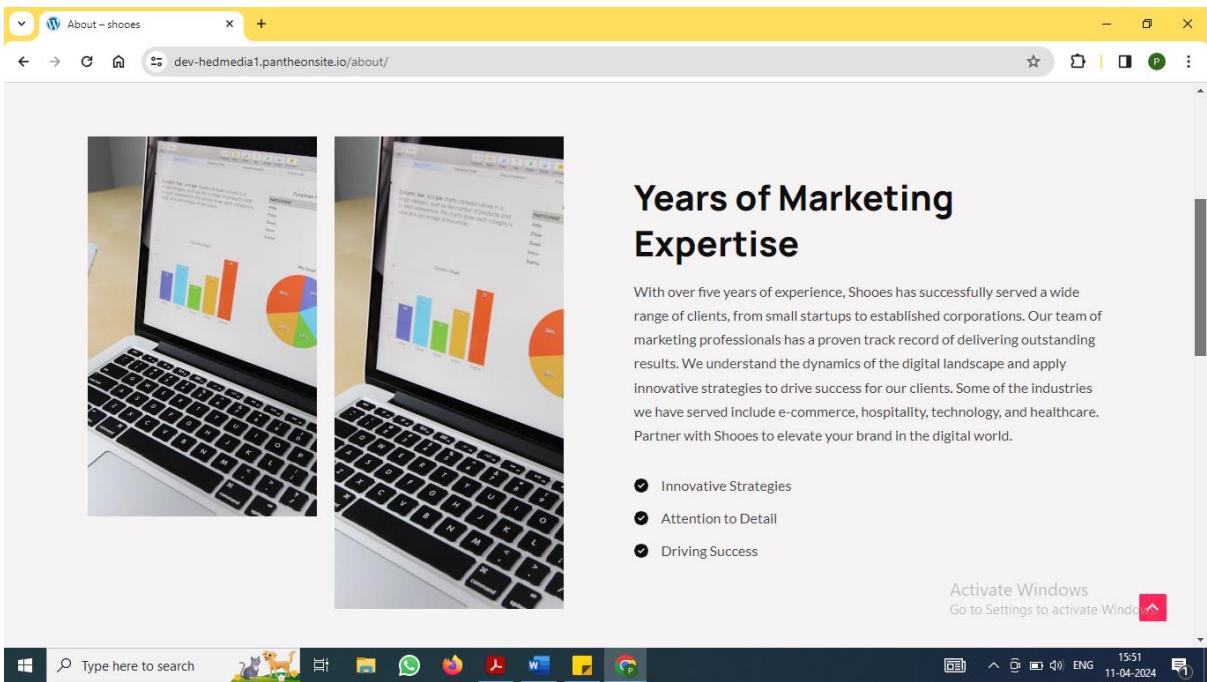 About – shooes
dev-hedmedia1.pantheonsite.io/about/
P
Years of Marketing
Expertise
With over five years of experience, Shooes has successfully served a wide
range of clients, from small startups to established corporations. Our team of
marketing professionals has a proven track record of delivering outstanding
results. We understand the dynamics of the digital landscape and apply
innovative strategies to drive success for our clients. Some of the industries
we have served include e-commerce, hospitality, technology, and healthcare.
Partner with Shooes to elevate your brand in the digital world.
Innovative Strategies
Attention to Detail
Driving Success
Activate Windows
Go to Settings to activate Windows.
Type here to search
ENG
15:51
11-04-2024